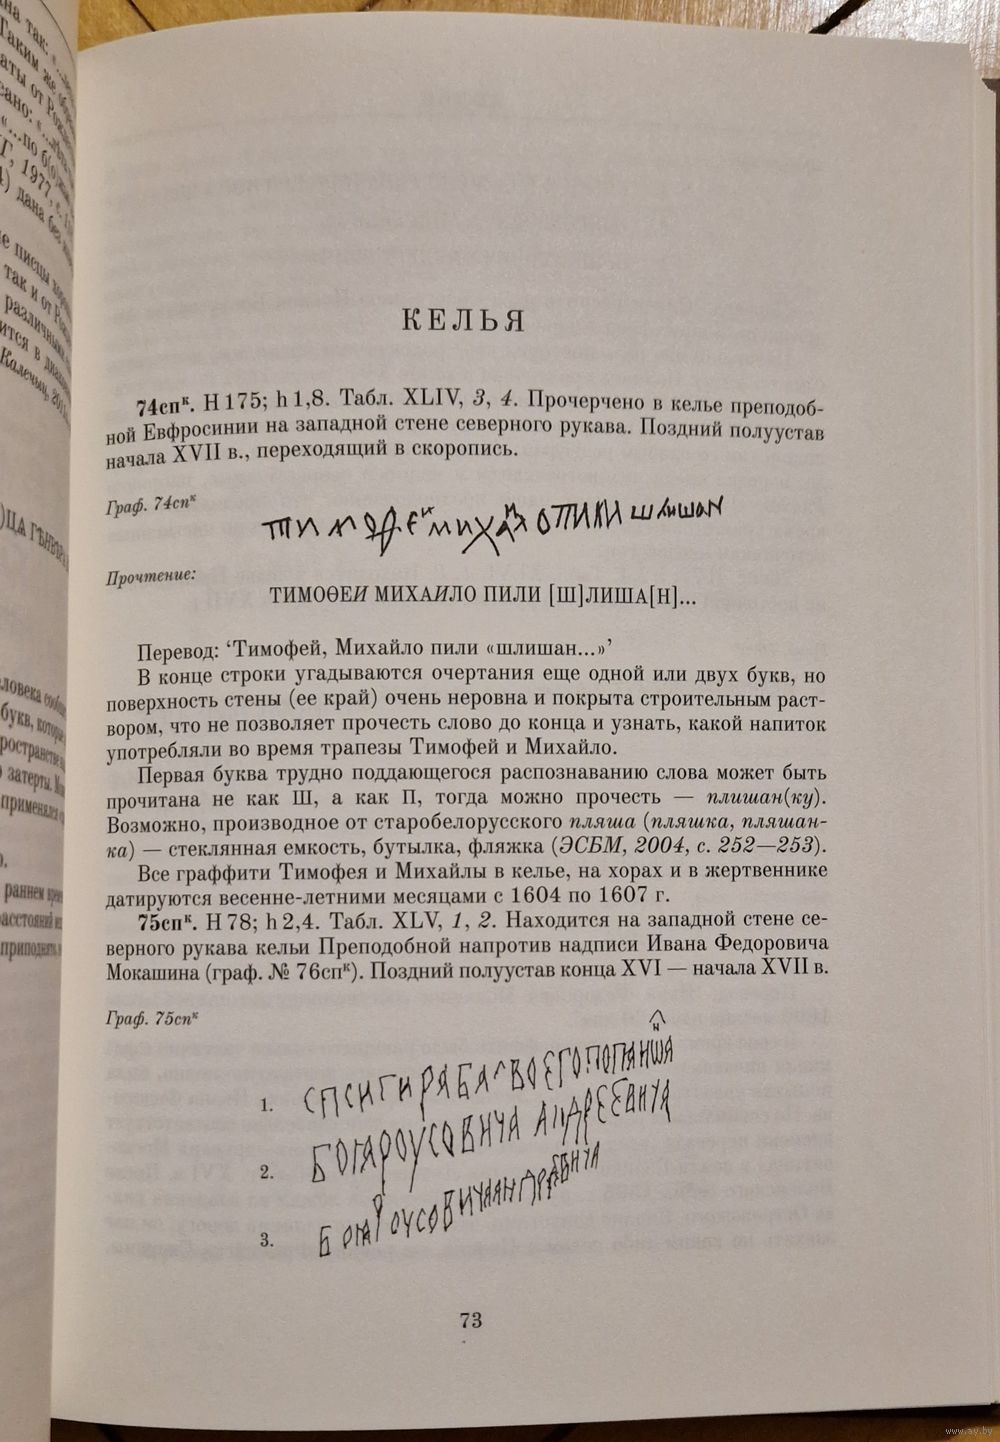 КЕЛЬЯ
74спᵏ. H 175; h 1,8. Табл. XLIV, 3, 4. Прочерчено в келье преподоб-
ной Евфросинии на западной стене северного рукава. Поздний полуустав
начала XVII в., переходящий в скоропись.
Граф. 74спᵏ
Прочтение:
ТИМОѲЕИ МИХАИЛО ПИЛИ [Ш]ЛИША[Н]...
Перевод: ‘Тимофей, Михайло пили «шлишан...»’
В конце строки угадываются очертания еще одной или двух букв, но
поверхность стены (ее край) очень неровна и покрыта строительным раст-
вором, что не позволяет прочесть слово до конца и узнать, какой напиток
употребляли во время трапезы Тимофей и Михайло.
Первая буква трудно поддающегося распознаванию слова может быть
прочитана не как Ш, а как П, тогда можно прочесть — плишан(ку).
Возможно, производное от старобелорусского пляша (пляшка, пляшан-
ка) — стеклянная емкость, бутылка, фляжка (ЭСБМ, 2004, с. 252—253).
Все граффити Тимофея и Михайлы в келье, на хорах и в жертвеннике
датируются весенне-летними месяцами с 1604 по 1607 г.
75спᵏ. H 78; h 2,4. Табл. XLV, 1, 2. Находится на западной стене се-
верного рукава кельи Преподобной напротив надписи Ивана Федоровича
Мокашина (граф. № 76спᵏ). Поздний полуустав конца XVI — начала XVII в.
Граф. 75спᵏ
1.
2.
3.
73
www.ay.by